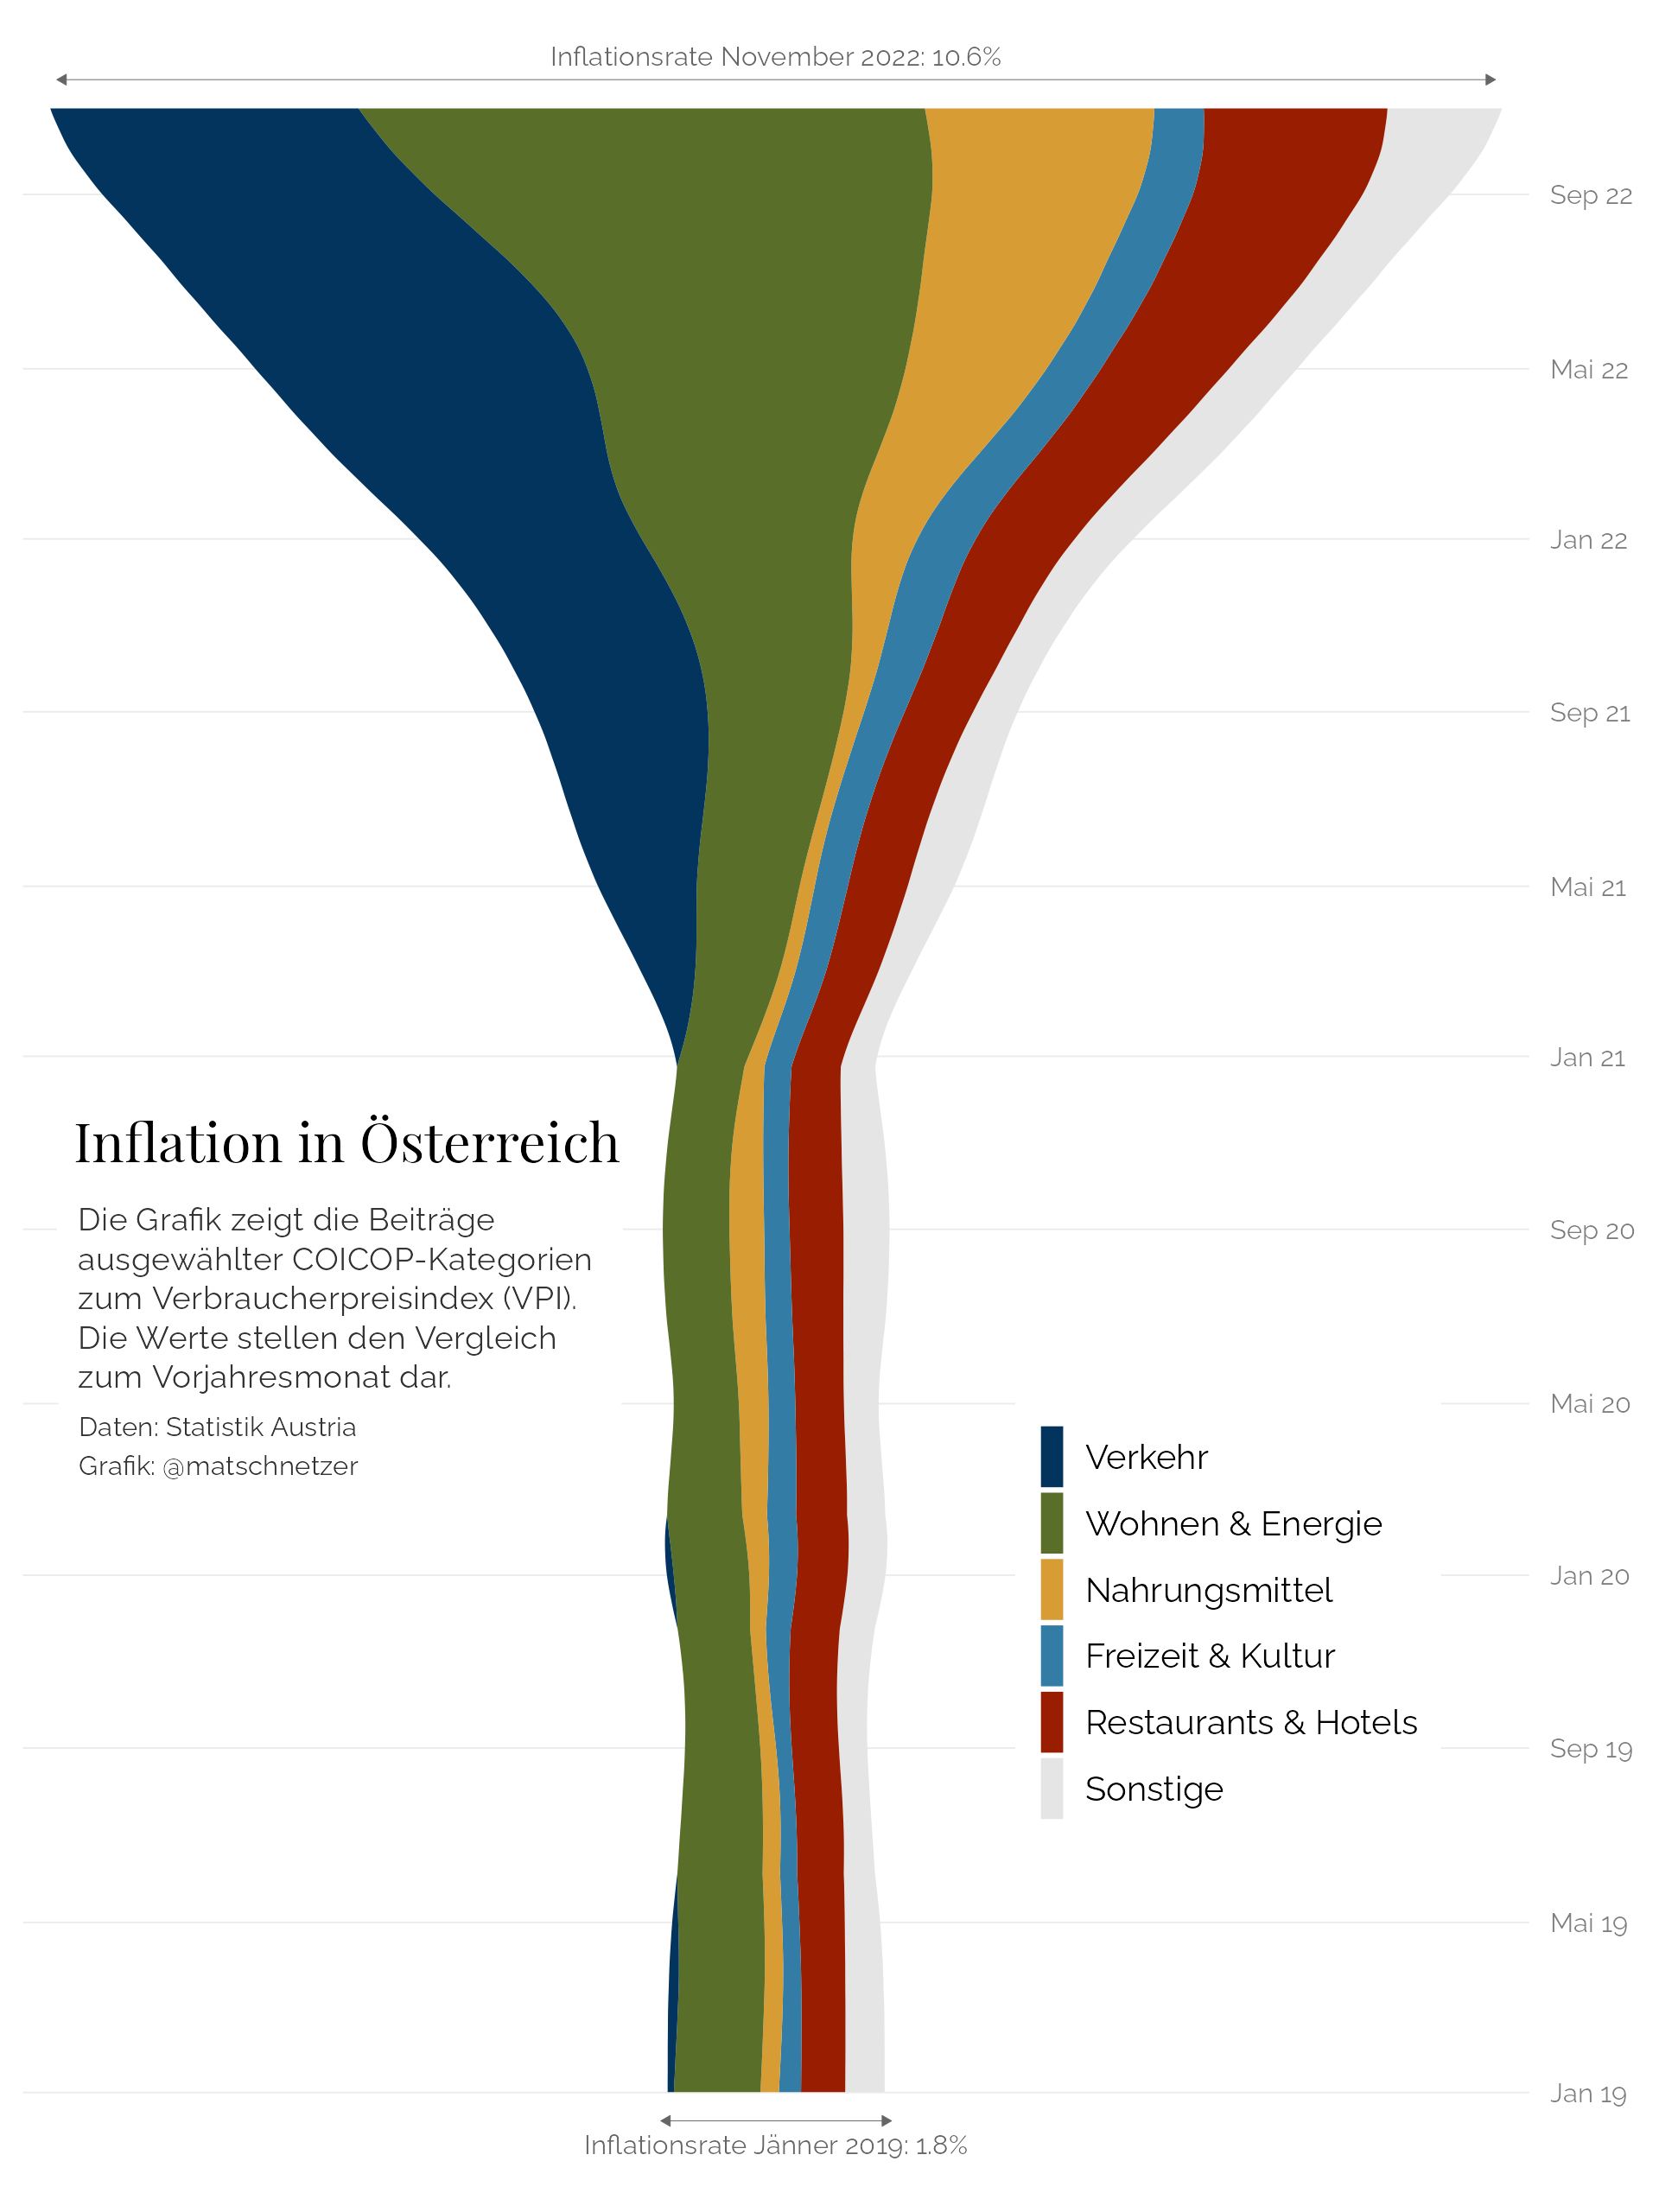 Inflationsrate November 2022: 10.6%
Sep 22
Mai 22
Jan 22
Sep 21
Mai 21
Jan 21
Inflation in Österreich
Die Grafik zeigt die Beiträge
ausgewählter COICOP-Kategorien
zum Verbraucherpreisindex (VPI).
Die Werte stellen den Vergleich
zum Vorjahresmonat dar.
Daten: Statistik Austria
Grafik: @matschnetzer
Sep 20
Mai 20
Verkehr
Wohnen & Energie
Nahrungsmittel
Freizeit & Kultur
Restaurants & Hotels
Sonstige
Jan 20
Sep 19
Mai 19
Jan 19
Inflationsrate Jänner 2019: 1.8%